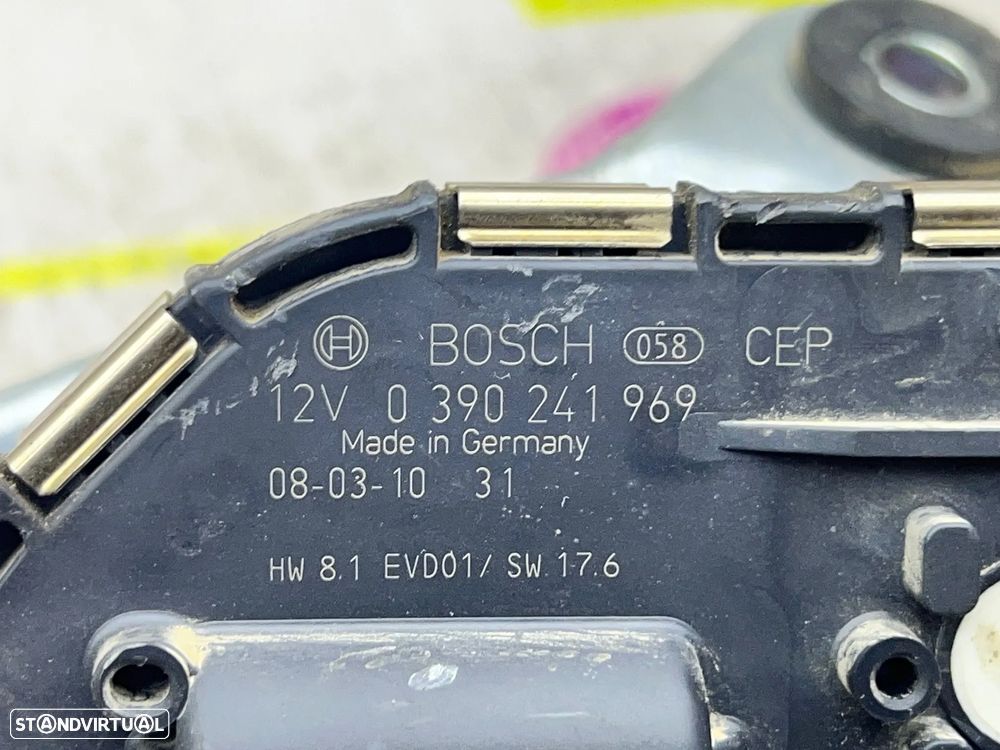 BOSCH 058 CEP
12V 0 390 241 969
Made in Germany
08-03-10 31
HW 8.1 EVD01/ SW 17.6
STANDVIRTUAL